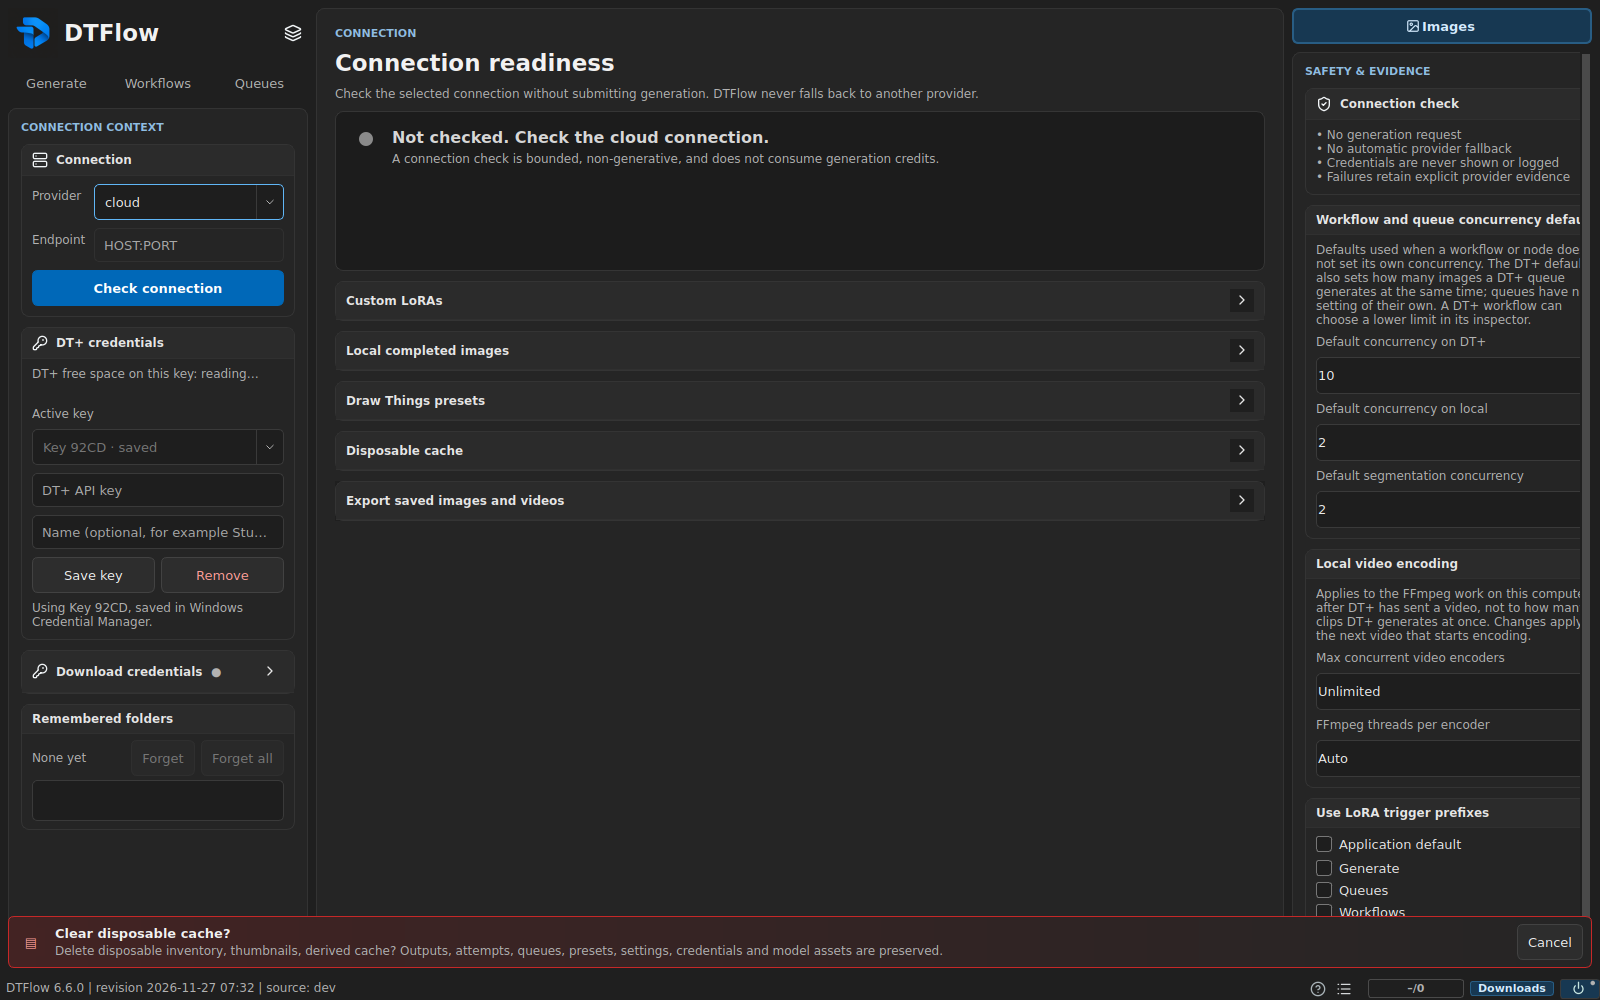 DTFlow
Generate
Workflows
Queues
CONNECTION CONTEXT
Connection
Provider
cloud
Endpoint
HOST:PORT
Check connection
DT+ credentials
DT+ free space on this key: reading...
Active key
Key 92CD · saved
DT+ API key
Name (optional, for example Stu...
Save key
Remove
Using Key 92CD, saved in Windows
Credential Manager.
Download credentials
Remembered folders
None yet
Forget
Forget all
CONNECTION
Connection readiness
Check the selected connection without submitting generation. DTFlow never falls back to another provider.
Not checked. Check the cloud connection.
A connection check is bounded, non-generative, and does not consume generation credits.
Custom LoRAs
Local completed images
Draw Things presets
Disposable cache
Export saved images and videos
Images
SAFETY & EVIDENCE
Connection check
• No generation request
• No automatic provider fallback
• Credentials are never shown or logged
• Failures retain explicit provider evidence
Workflow and queue concurrency defau
Defaults used when a workflow or node doe
not set its own concurrency. The DT+ defaul
also sets how many images a DT+ queue
generates at the same time; queues have n
setting of their own. A DT+ workflow can
choose a lower limit in its inspector.
Default concurrency on DT+
10
Default concurrency on local
2
Default segmentation concurrency
2
Local video encoding
Applies to the FFmpeg work on this compute
after DT+ has sent a video, not to how man
clips DT+ generates at once. Changes apply
the next video that starts encoding.
Max concurrent video encoders
Unlimited
FFmpeg threads per encoder
Auto
Use LoRA trigger prefixes
Application default
Generate
Queues
Workflows
Clear disposable cache?
Delete disposable inventory, thumbnails, derived cache? Outputs, attempts, queues, presets, settings, credentials and model assets are preserved.
Cancel
DTFlow 6.6.0 | revision 2026-11-27 07:32 | source: dev
–/0
Downloads